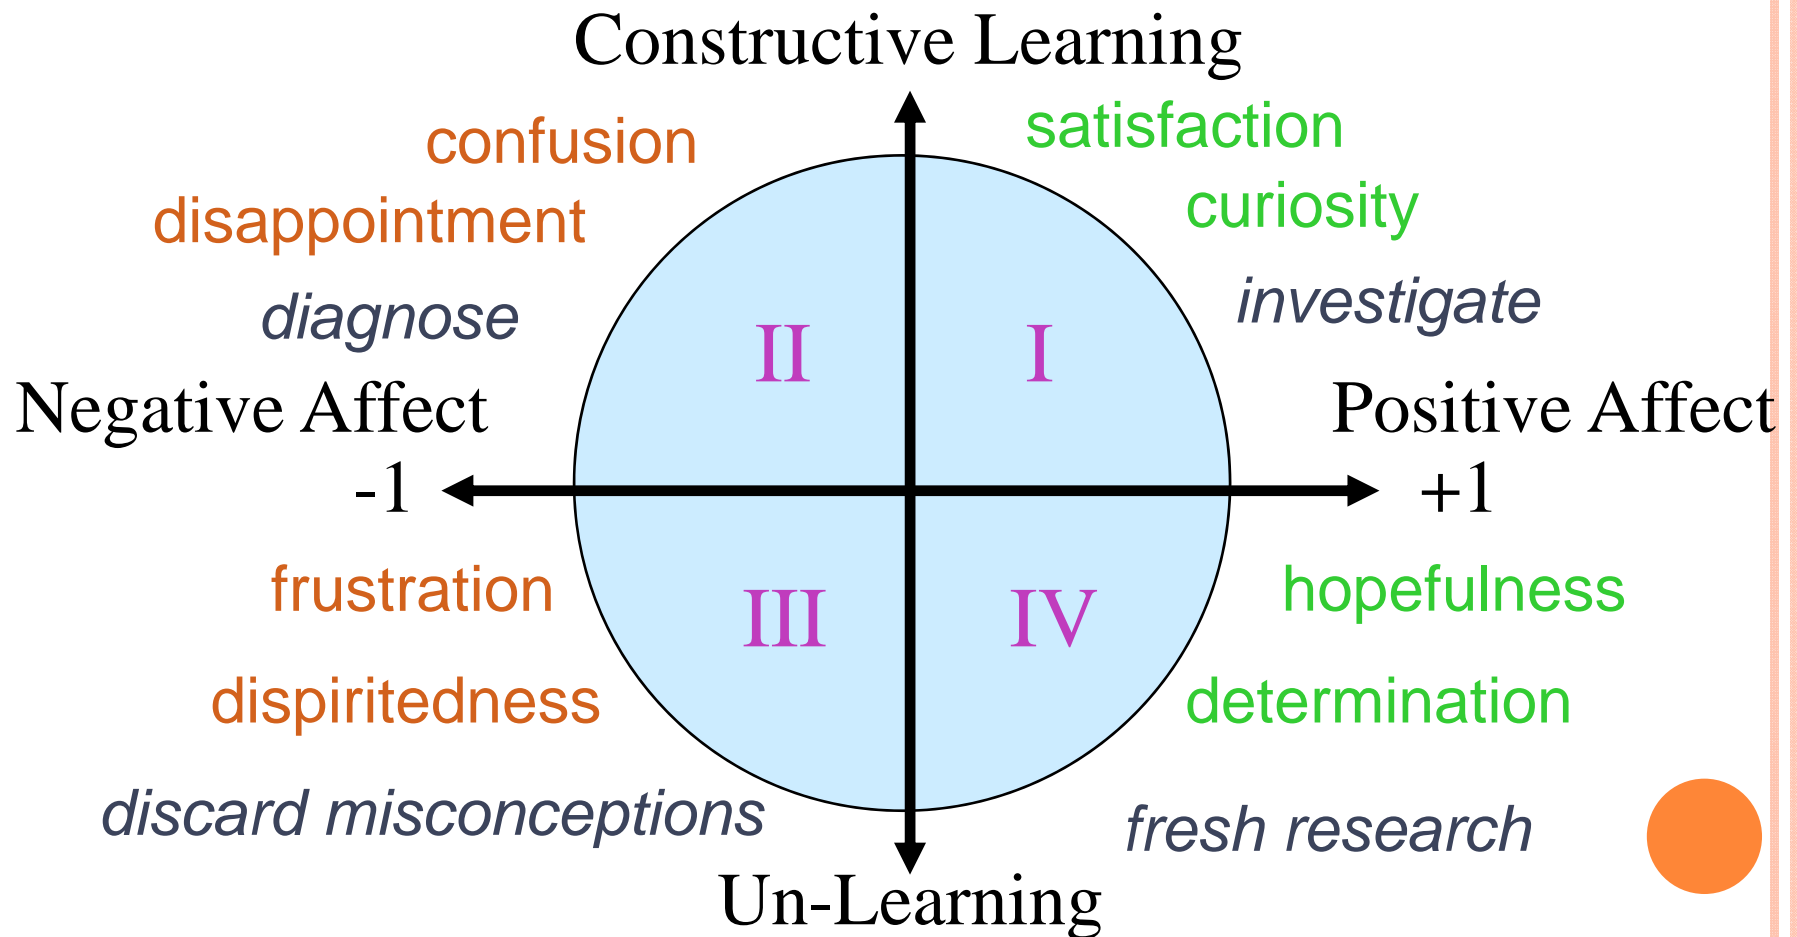 Constructive Learning
confusion
satisfaction
disappointment
curiosity
diagnose
investigate
II
I
Negative Affect
Positive Affect
-1
+1
frustration
III
IV
hopefulness
dispiritedness
determination
discard misconceptions
fresh research
Un-Learning